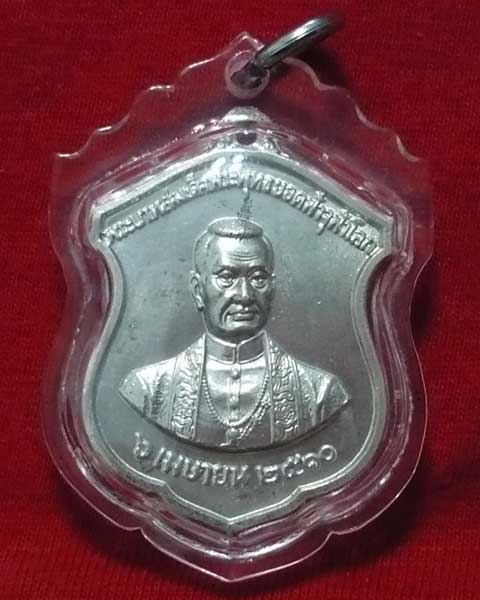 พระบาทสมเด็จพระพุทธยอดฟ้าจุฬาโลก
๖ เมษายน ๒๕๑๐